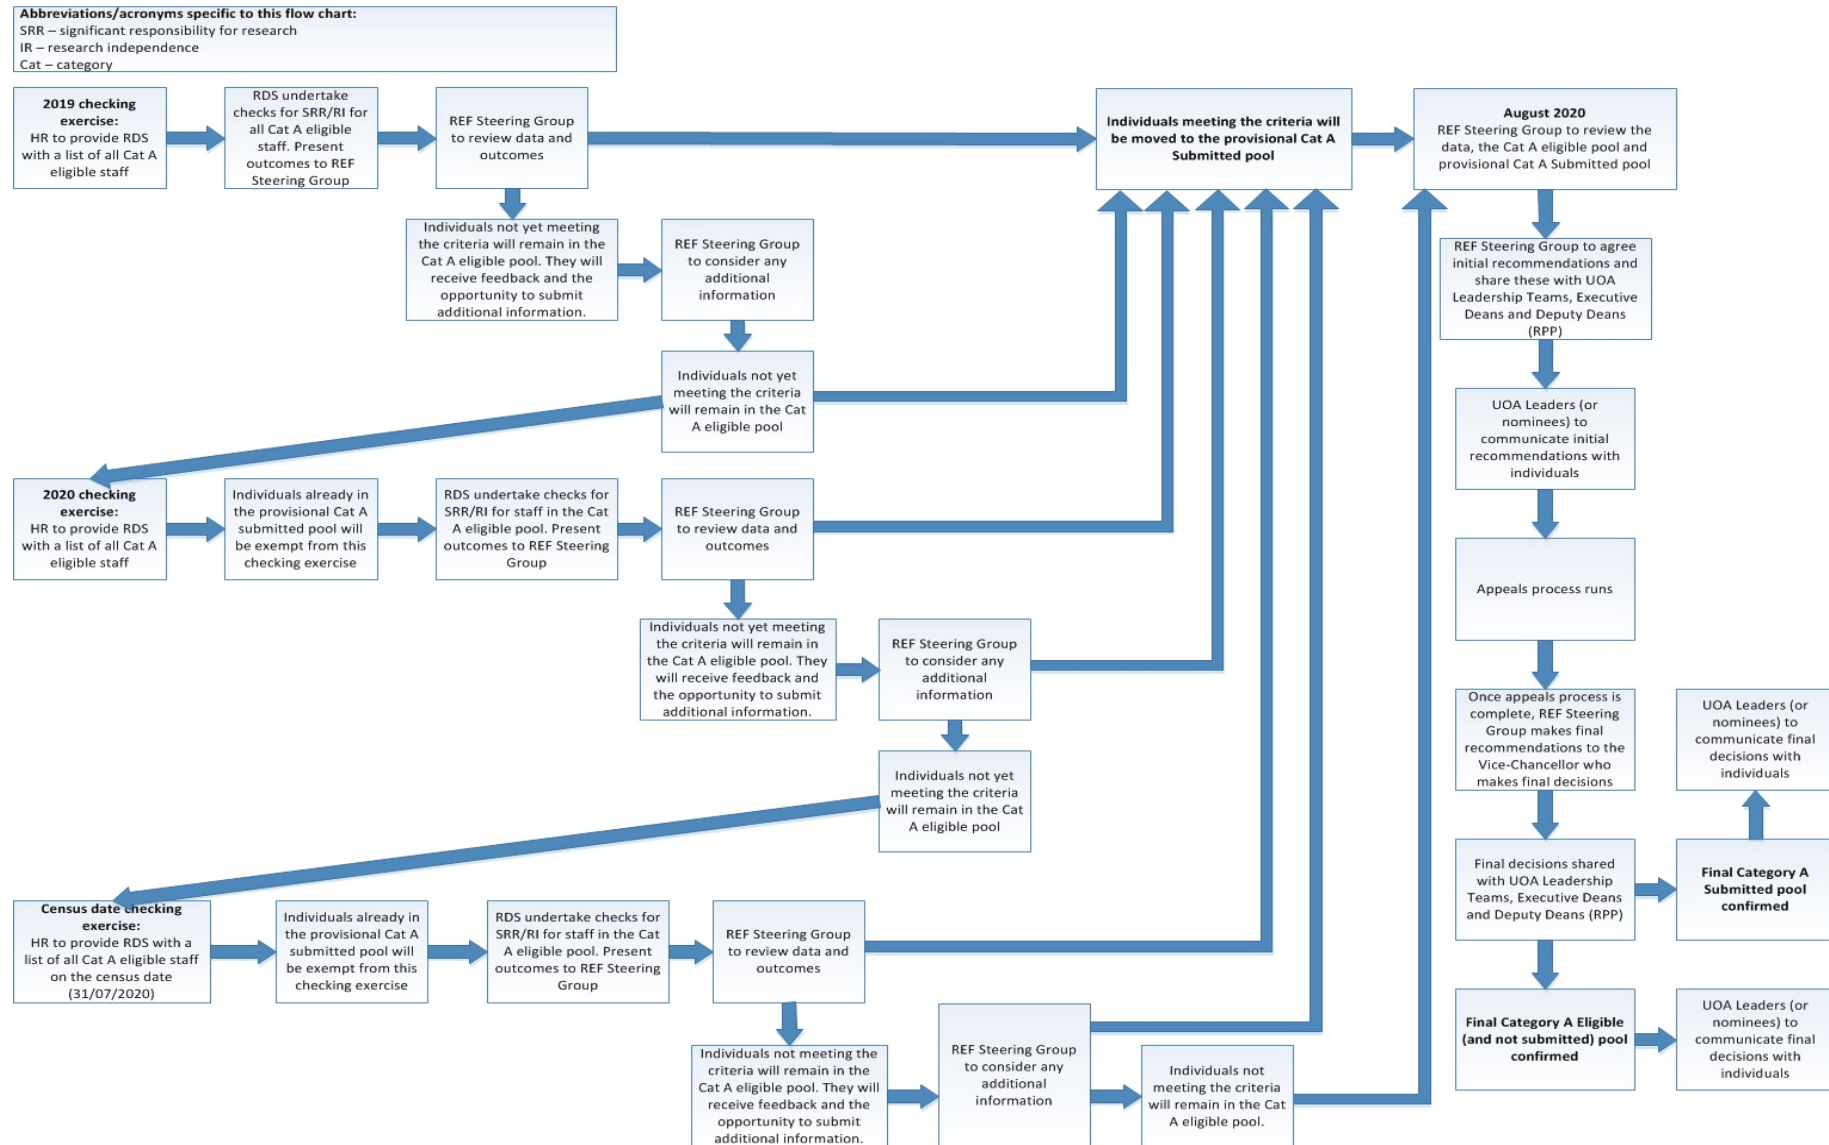 Abbreviations/acronyms specific to this flow chart:
SRR – significant responsibility for research
IR – research independence
Cat – category
2019 checking
exercise:
HR to provide RDS
with a list of all Cat A
eligible staff
RDS undertake
checks for SRR/RI for
all Cat A eligible
staff. Present
outcomes to REF
Steering Group
REF Steering Group
to review data and
outcomes
Individuals meeting the criteria will
be moved to the provisional Cat A
Submitted pool
August 2020
REF Steering Group to review the
data, the Cat A eligible pool and
provisional Cat A Submitted pool
Individuals not yet meeting
the criteria will remain in the
Cat A eligible pool. They will
receive feedback and the
opportunity to submit
additional information.
REF Steering Group
to consider any
additional
information
REF Steering Group to agree
initial recommendations and
share these with UOA
Leadership Teams, Executive
Deans and Deputy Deans
(RPP)
Individuals not yet
meeting the criteria
will remain in the Cat
A eligible pool
UOA Leaders (or
nominees) to
communicate initial
recommendations with
individuals
2020 checking
exercise:
HR to provide RDS
with a list of all Cat A
eligible staff
Individuals already in
the provisional Cat A
submitted pool will
be exempt from this
checking exercise
RDS undertake checks for
SRR/RI for staff in the Cat
A eligible pool. Present
outcomes to REF Steering
Group
REF Steering Group
to review data and
outcomes
Appeals process runs
Individuals not yet meeting
the criteria will remain in
the Cat A eligible pool. They
will receive feedback and
the opportunity to submit
additional information.
REF Steering Group
to consider any
additional
information
Once appeals process is
complete, REF Steering
Group makes final
recommendations to the
Vice-Chancellor who
makes final decisions
UOA Leaders (or
nominees) to
communicate final
decisions with
individuals
Individuals not yet
meeting the criteria
will remain in the Cat
A eligible pool
Final decisions shared
with UOA Leadership
Teams, Executive Deans
and Deputy Deans (RPP)
Final Category A
Submitted pool
confirmed
Census date checking
exercise:
HR to provide RDS with a
list of all Cat A eligible staff
on the census date
(31/07/2020)
Individuals already in
the provisional Cat A
submitted pool will
be exempt from this
checking exercise
RDS undertake checks for
SRR/RI for staff in the Cat
A eligible pool. Present
outcomes to REF Steering
Group
REF Steering Group
to review data and
outcomes
Final Category A Eligible
(and not submitted) pool
confirmed
UOA Leaders (or
nominees) to
communicate final
decisions with
individuals
Individuals not meeting the
criteria will remain in the
Cat A eligible pool. They will
receive feedback and the
opportunity to submit
additional information.
REF Steering Group
to consider any
additional
information
Individuals not
meeting the criteria
will remain in the Cat
A eligible pool.